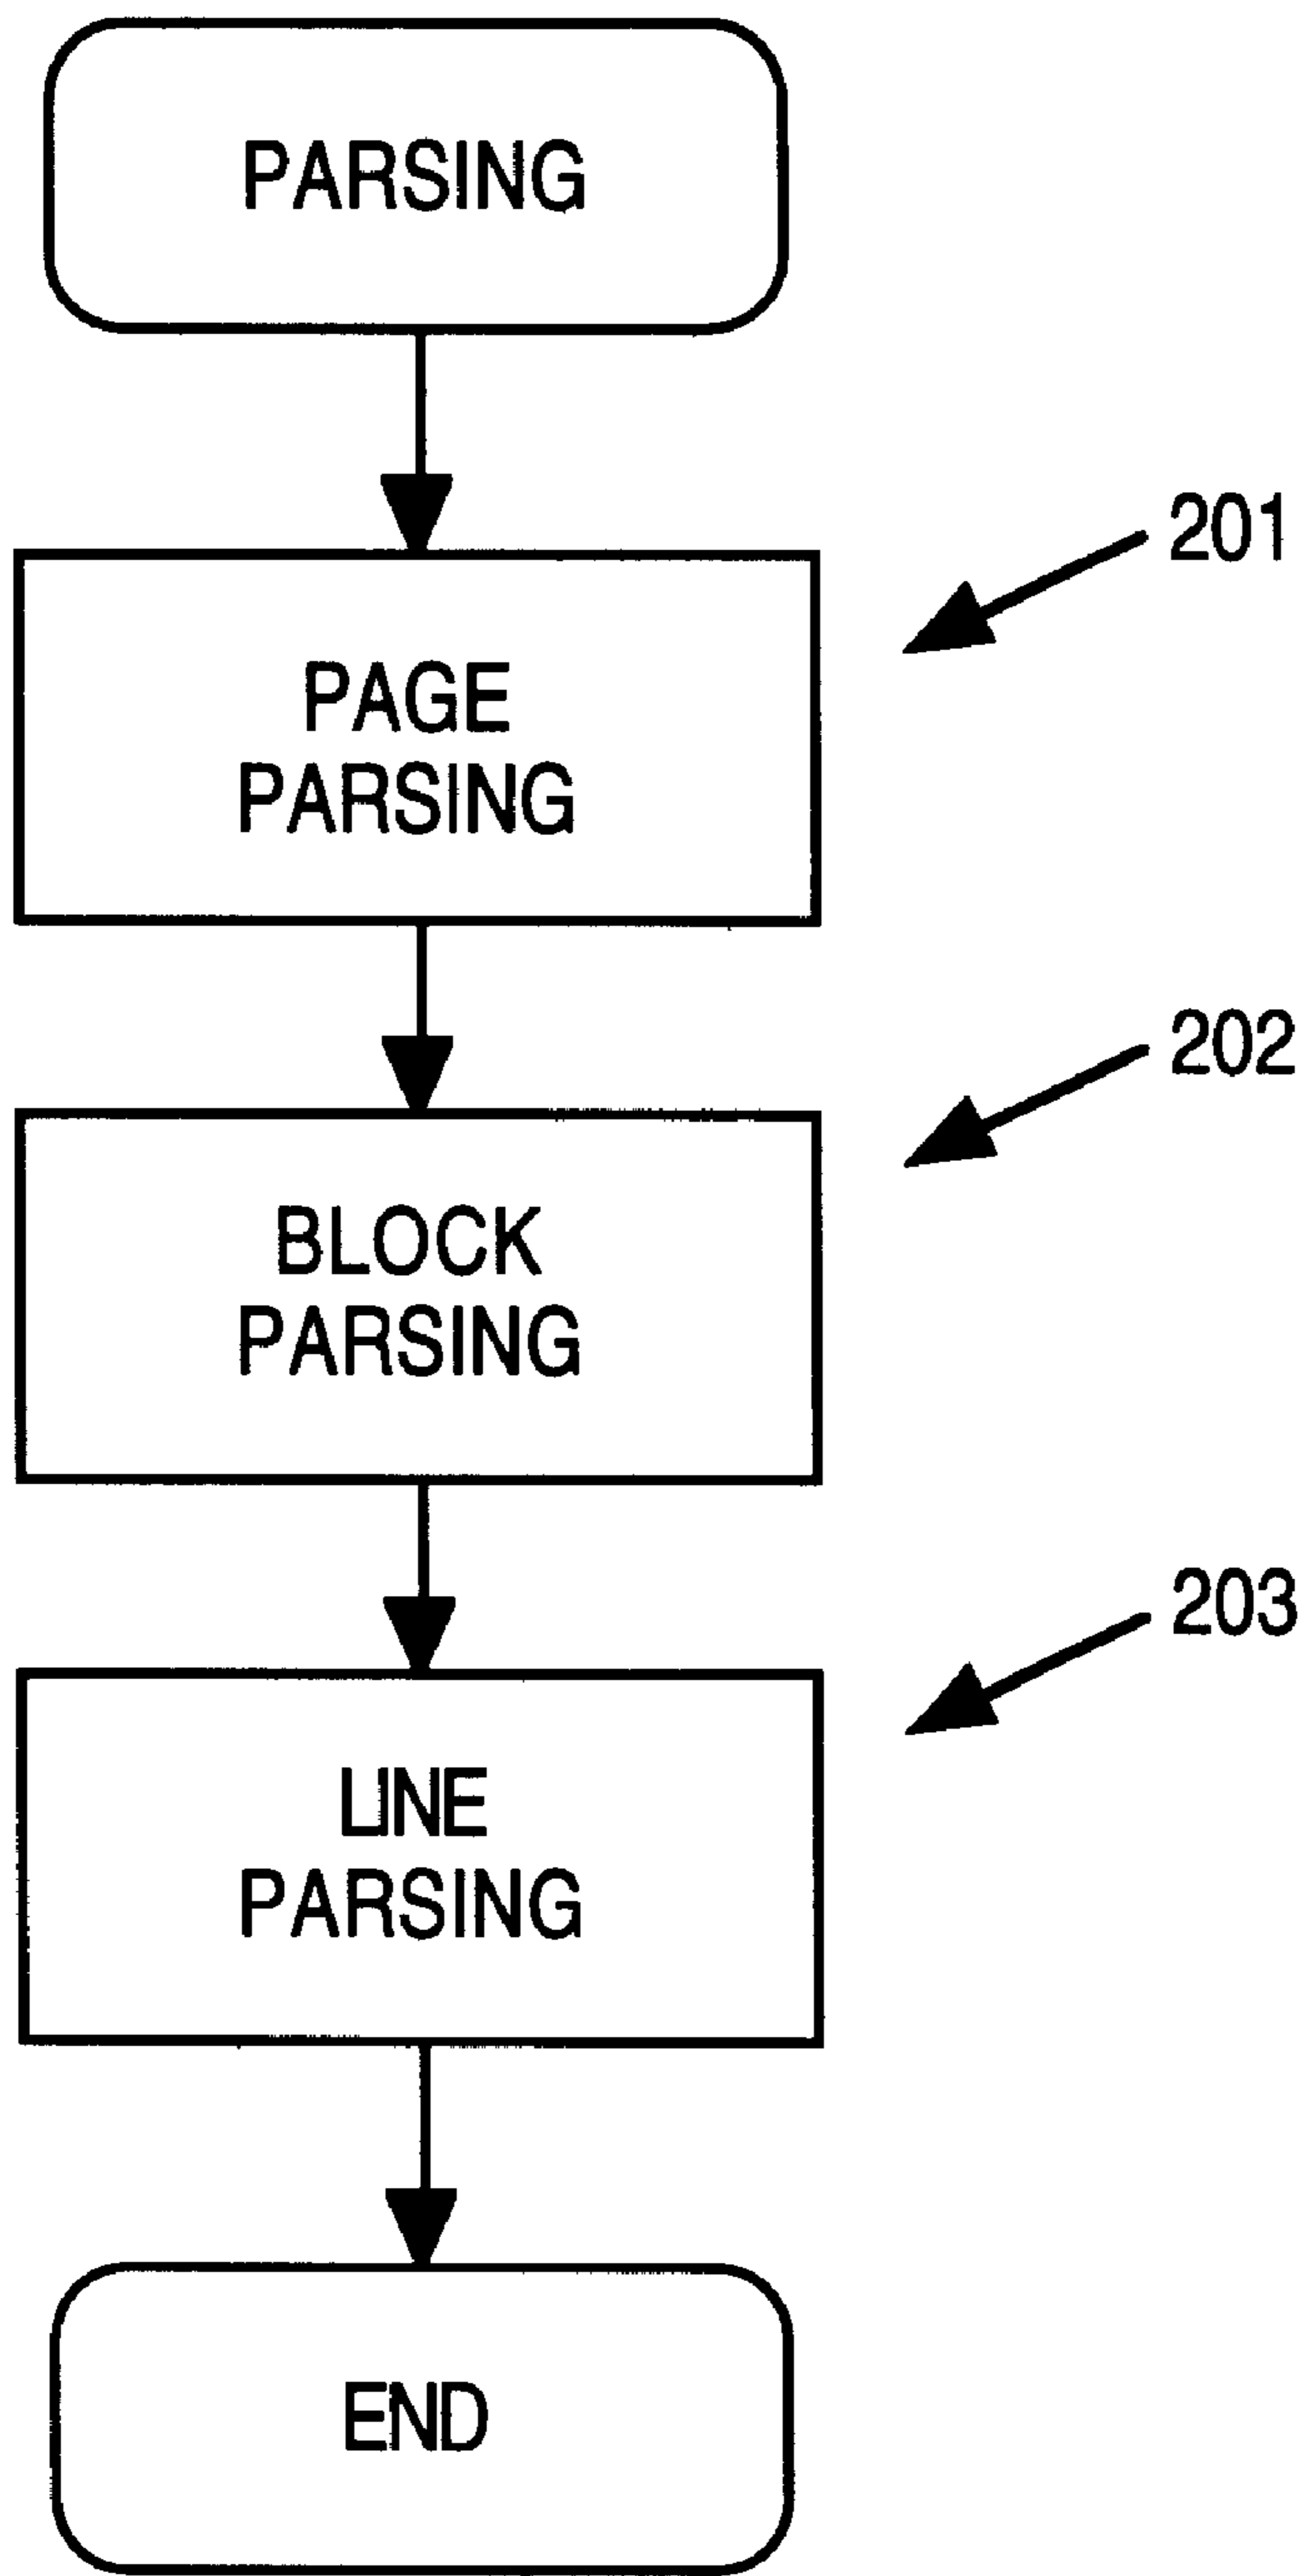 PARSING
201
PAGE
PARSING
202
BLOCK
PARSING
203
LINE
PARSING
END